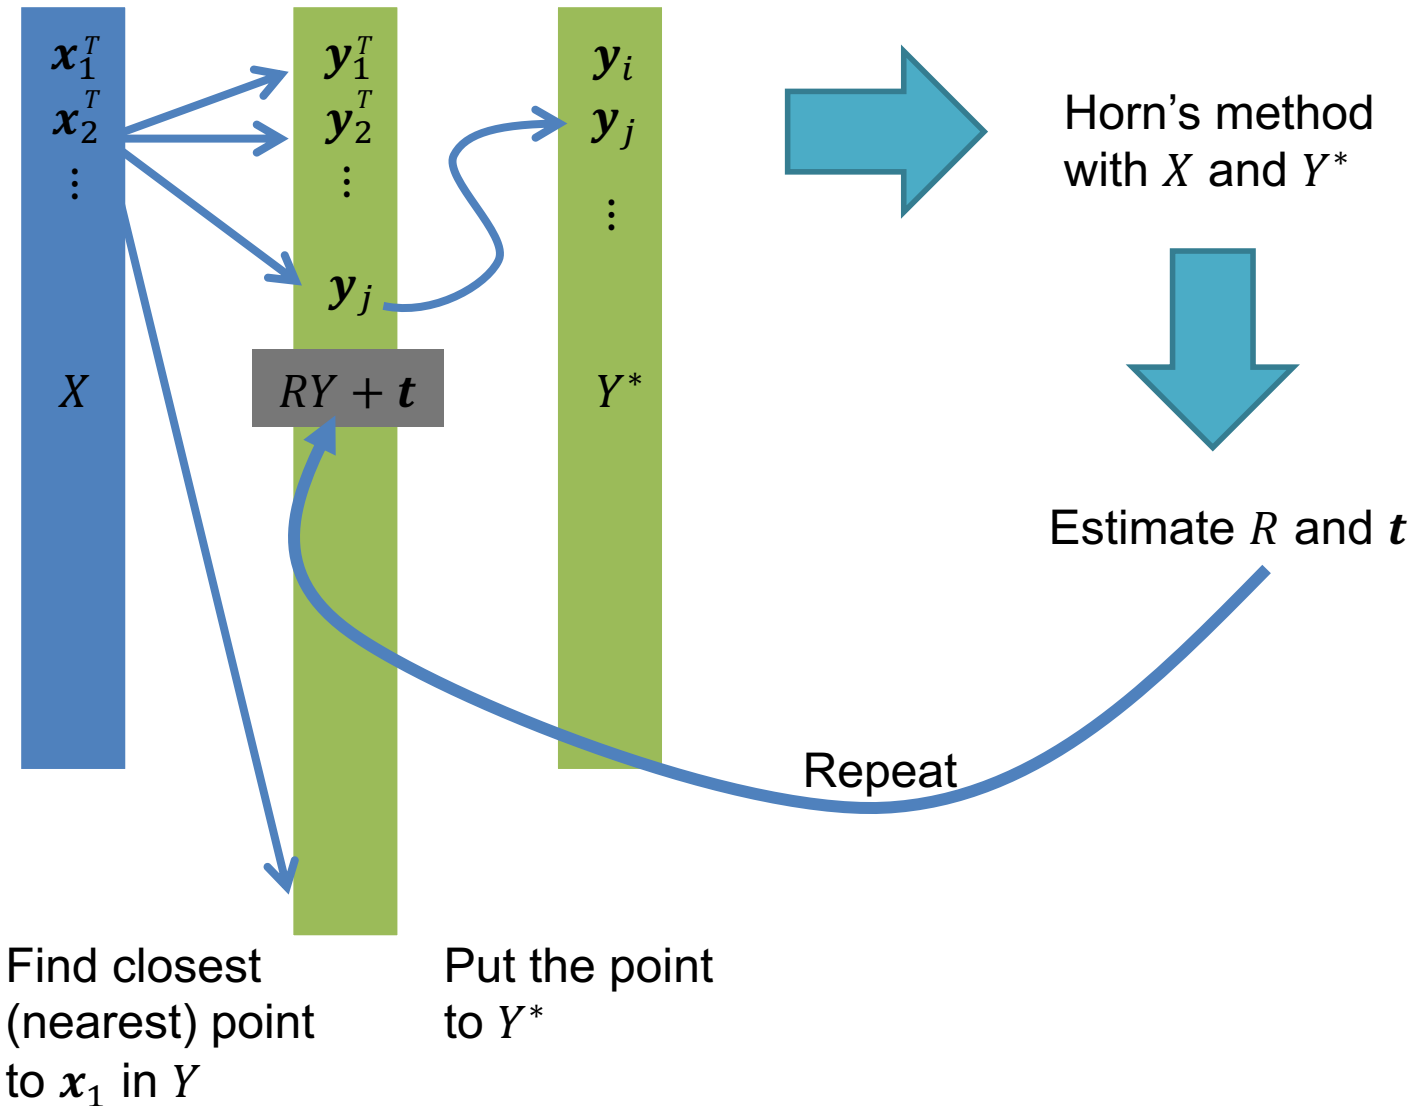 𝒙₁ᵀ
𝒙₂ᵀ
⋮
X
𝒚₁ᵀ
𝒚₂ᵀ
⋮
𝒚ⱼ
RY + 𝒕
𝒚ᵢ
𝒚ⱼ
⋮
Y*
Horn's method
with X and Y*
Estimate R and 𝒕
Repeat
Find closest
(nearest) point
to 𝒙₁ in Y
Put the point
to Y*